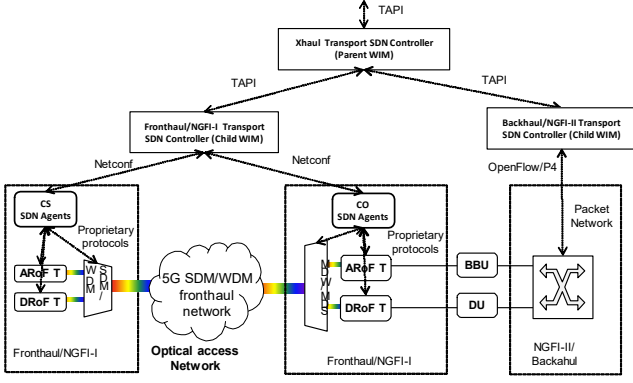 TAPI
Xhaul Transport SDN Controller
(Parent WIM)
TAPI
TAPI
Fronthaul/NGFI-I Transport
SDN Controller (Child WIM)
Backhaul/NGFI-II Transport
SDN Controller (Child WIM)
Netconf
Netconf
OpenFlow/P4
CS
SDN Agents
Proprietary
protocols
ARoF T
DRoF T
SDM/
WDM
Fronthaul/NGFI-I
5G SDM/WDM
fronthaul
network
Optical access
Network
CO
SDN Agents
Proprietary
protocols
ARoF T
DRoF T
Fronthaul/NGFI-I
BBU
DU
Packet
Network
NGFI-II/
Backahul